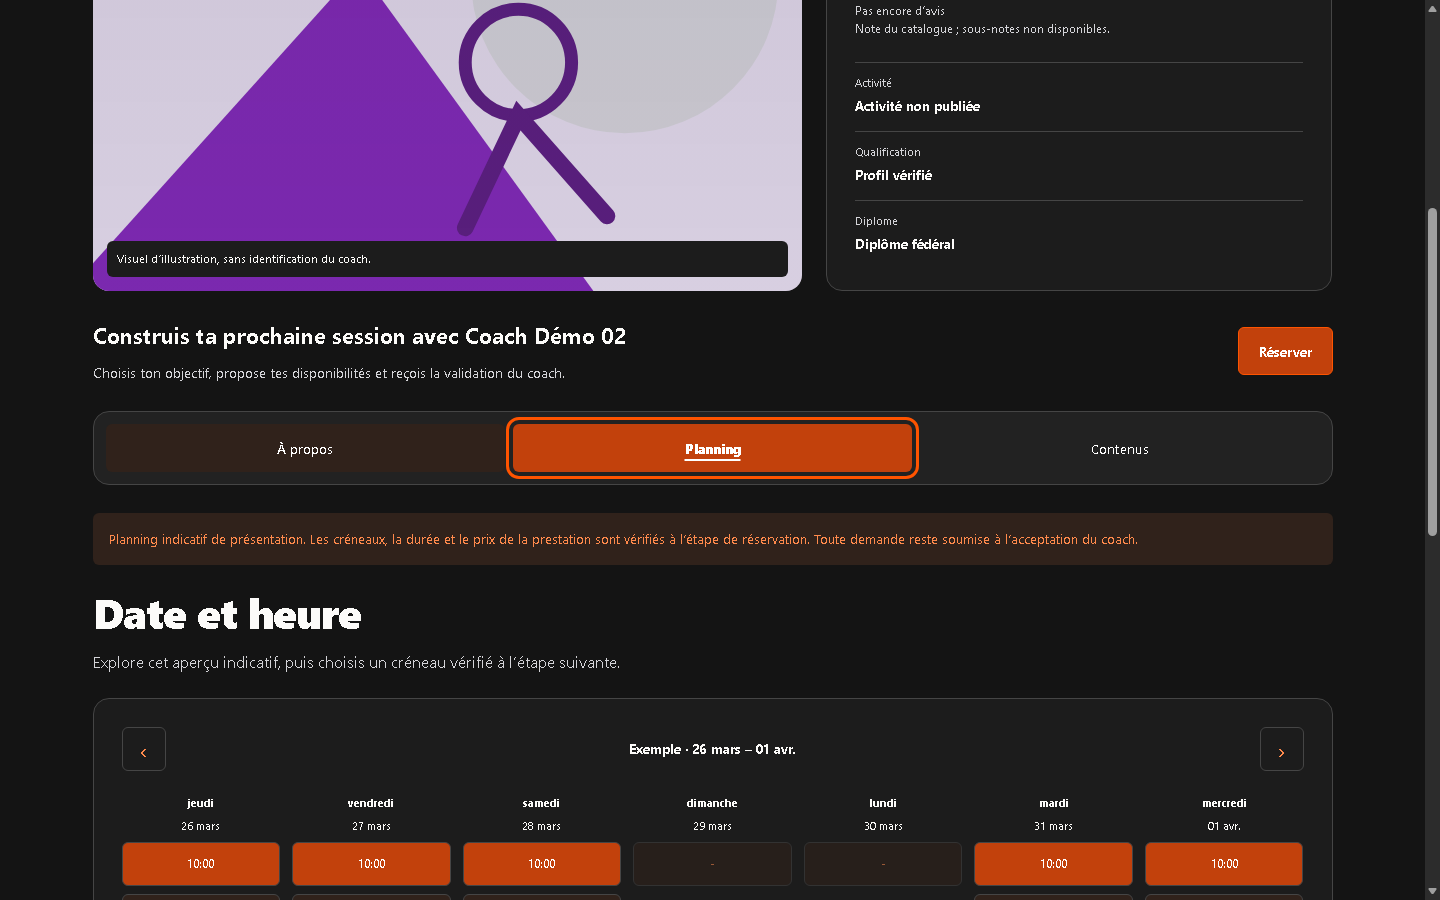 Pas encore d'avis
Note du catalogue ; sous-notes non disponibles.
Activité
Activité non publiée
Qualification
Profil vérifié
Diplome
Diplôme fédéral
Visuel d'illustration, sans identification du coach.
Construis ta prochaine session avec Coach Démo 02
Choisis ton objectif, propose tes disponibilités et reçois la validation du coach.
Réserver
À propos
Planning
Contenus
Planning indicatif de présentation. Les créneaux, la durée et le prix de la prestation sont vérifiés à l'étape de réservation. Toute demande reste soumise à l'acceptation du coach.
Date et heure
Explore cet aperçu indicatif, puis choisis un créneau vérifié à l'étape suivante.
‹ Exemple · 26 mars – 01 avr. ›
jeudi vendredi samedi dimanche lundi mardi mercredi
26 mars 27 mars 28 mars 29 mars 30 mars 31 mars 01 avr.
10:00 10:00 10:00 - - 10:00 10:00